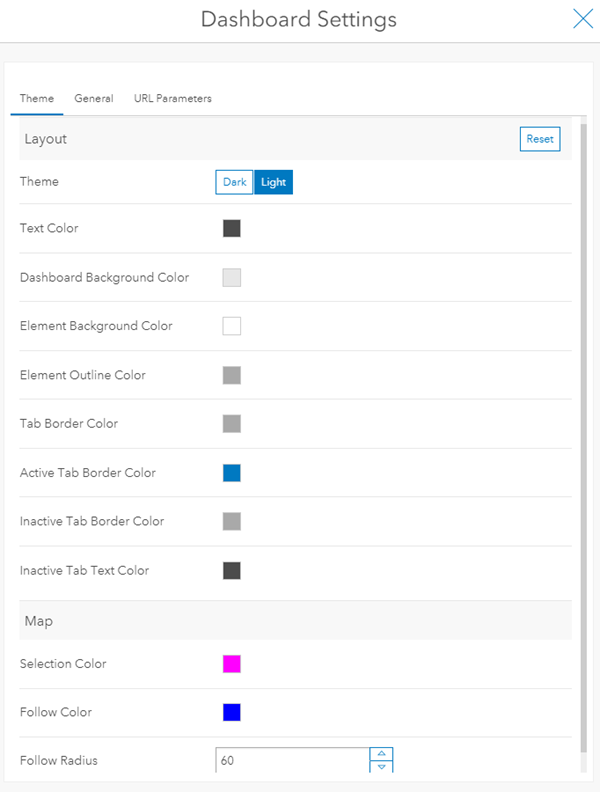 Dashboard Settings
Theme General URL Parameters
Layout Reset
Theme Dark Light
Text Color
Dashboard Background Color
Element Background Color
Element Outline Color
Tab Border Color
Active Tab Border Color
Inactive Tab Border Color
Inactive Tab Text Color
Map
Selection Color
Follow Color
Follow Radius 60